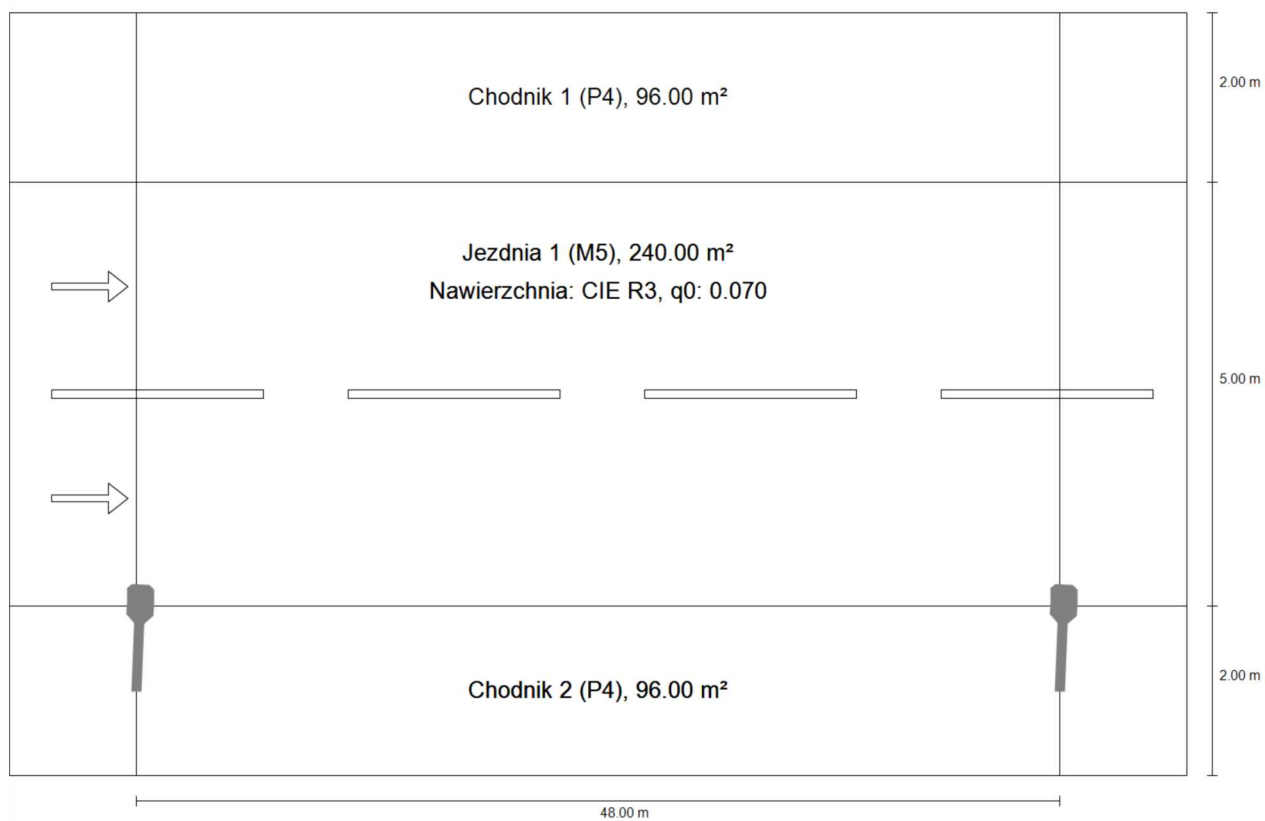 2.00 m
Chodnik 1 (P4), 96.00 m²
Jezdnia 1 (M5), 240.00 m²
Nawierzchnia: CIE R3, q0: 0.070
5.00 m
Chodnik 2 (P4), 96.00 m²
2.00 m
48.00 m